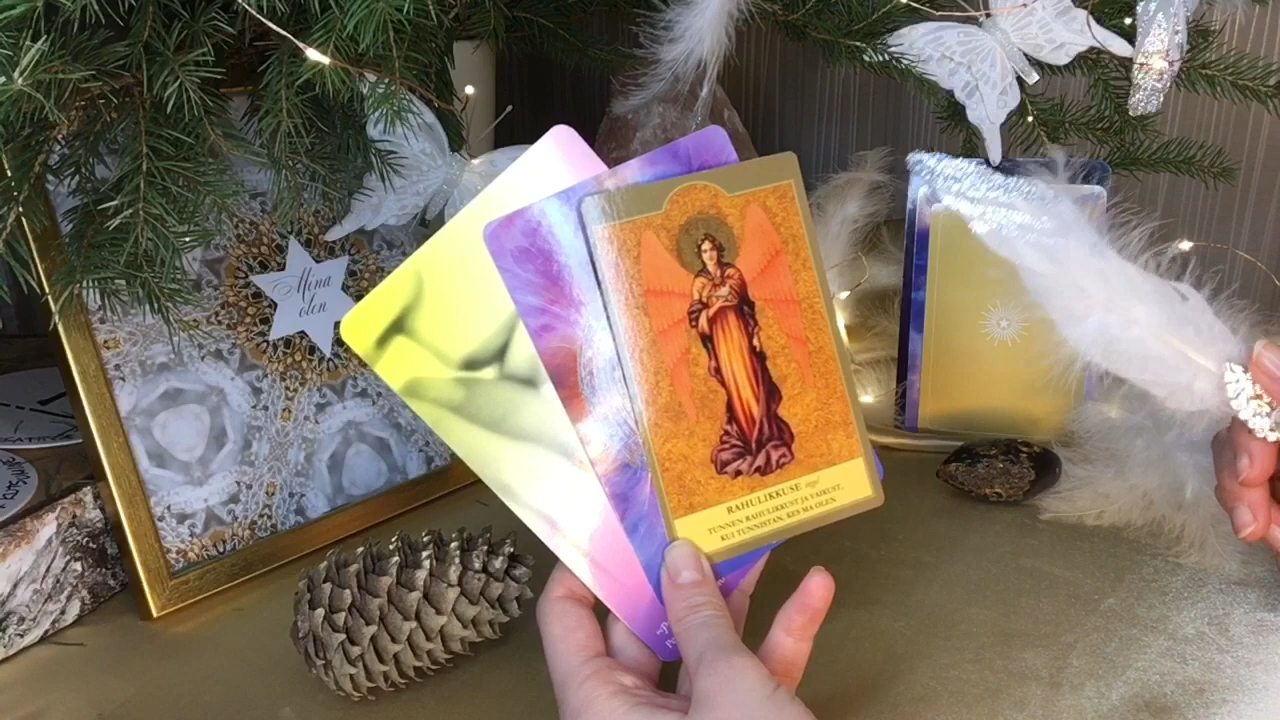 Mina
olen
RAHULIKKUSE ingel
TUNNEN RAHULIKKUST JA VAIKUST,
KUI TUNNISTAN, KES MA OLEN.